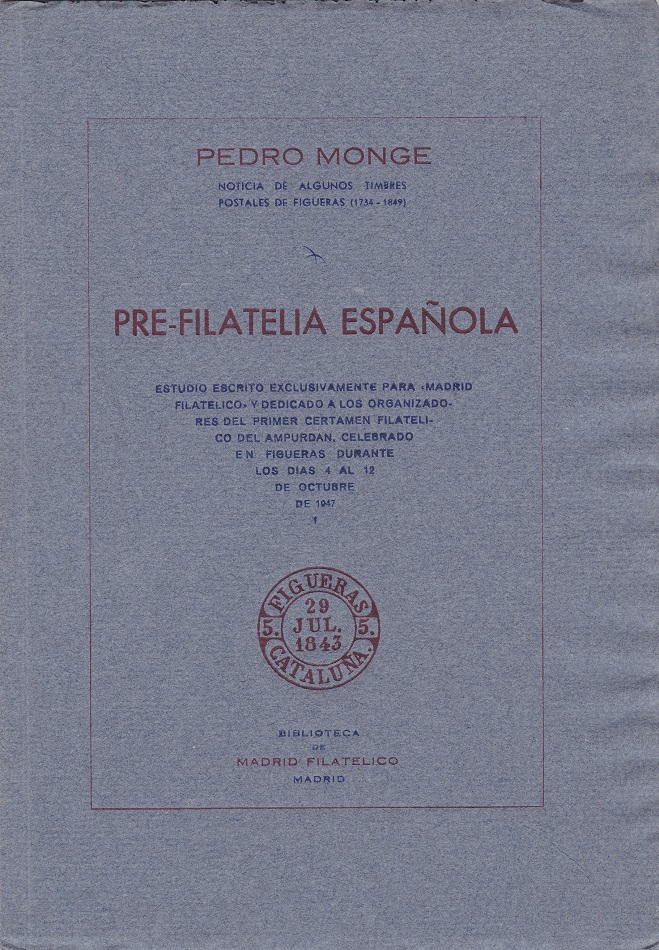 PEDRO MONGE
NOTICIA DE ALGUNOS TIMBRES
POSTALES DE FIGUERAS (1734 - 1849)
PRE-FILATELIA ESPAÑOLA
ESTUDIO ESCRITO EXCLUSIVAMENTE PARA «MADRID
FILATELICO» Y DEDICADO A LOS ORGANIZADO-
RES DEL PRIMER CERTAMEN FILATELI-
CO DEL AMPURDAN, CELEBRADO
EN FIGUERAS DURANTE
LOS DIAS 4 AL 12
DE OCTUBRE
DE 1947
1
FIGUERAS
29
5. JUL. 5.
1843
CATALUÑA.
BIBLIOTECA
DE
MADRID FILATELICO
MADRID